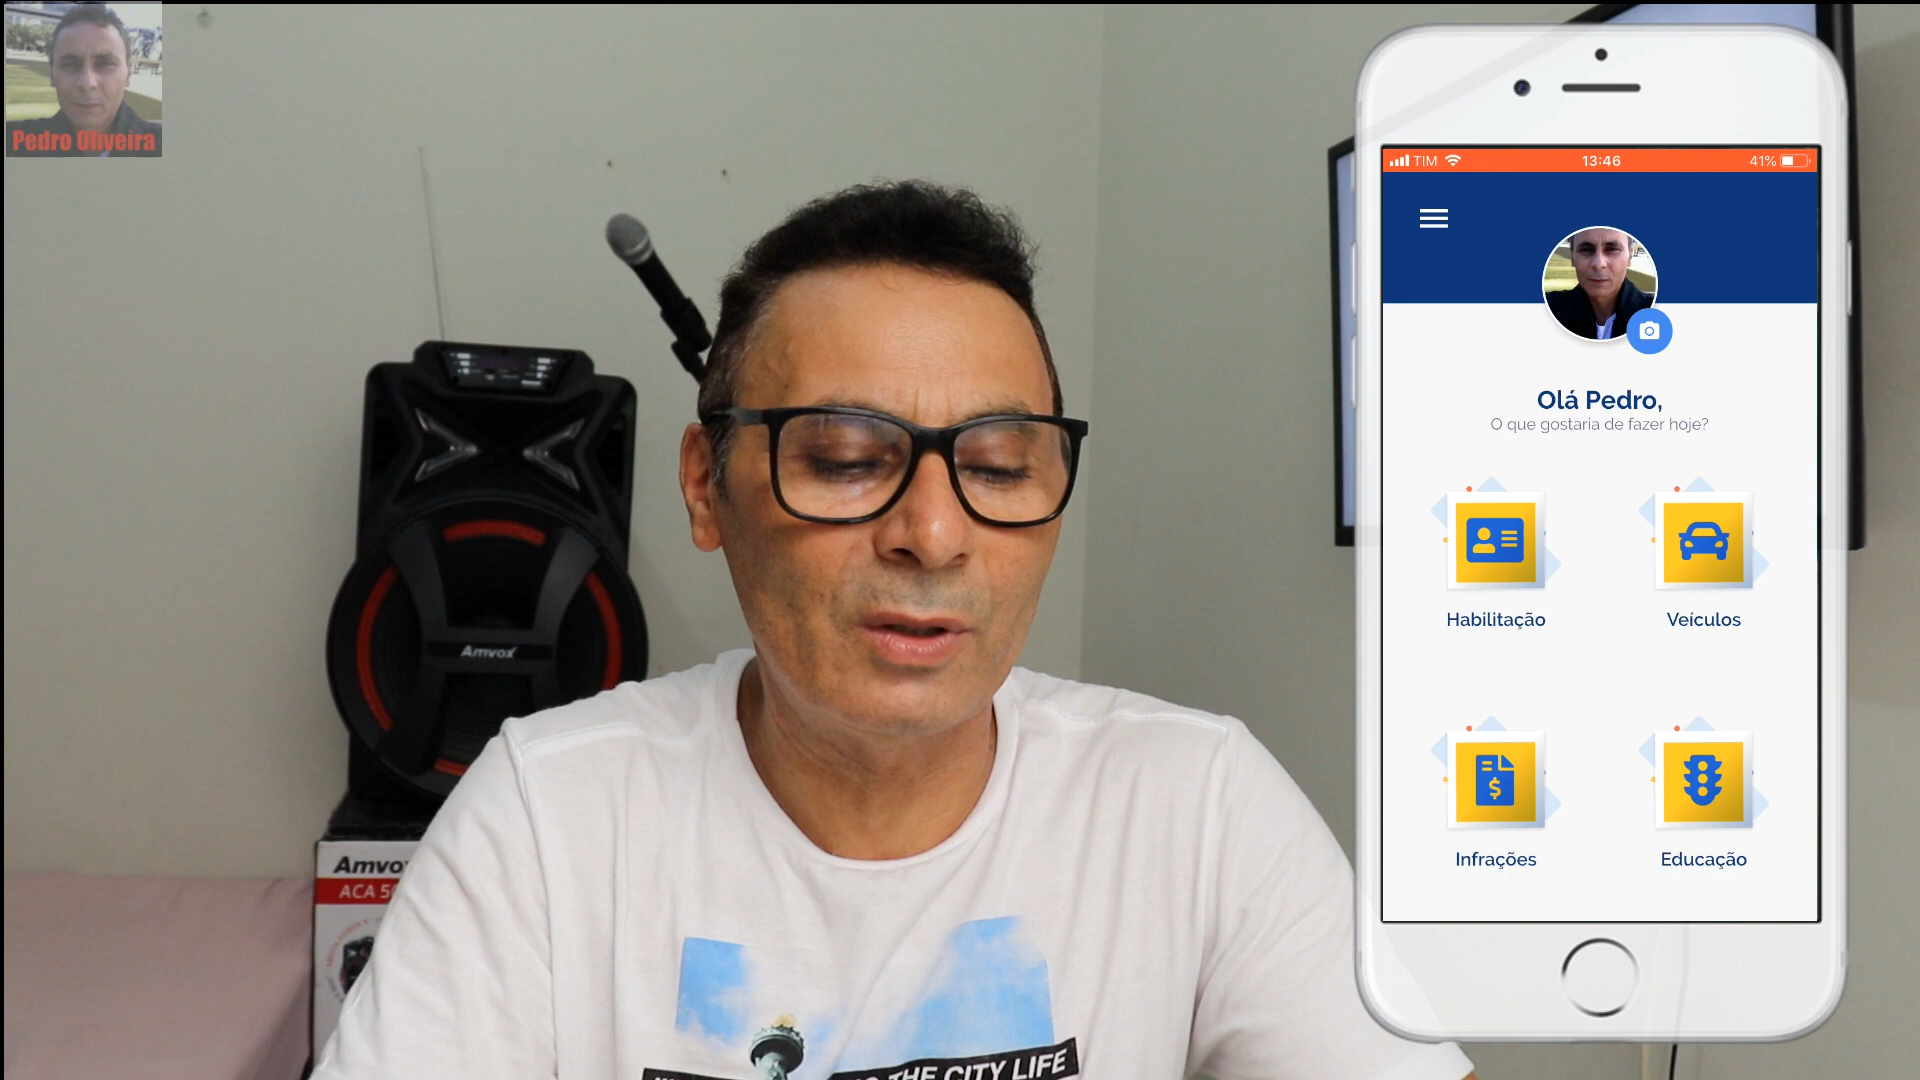 Pedro Oliveira
TIM
13:46
41%
Olá Pedro,
O que gostaria de fazer hoje?
Habilitação
Veículos
Infrações
Educação
Amvox
Amvo
ACA 5
THE CITY LIFE